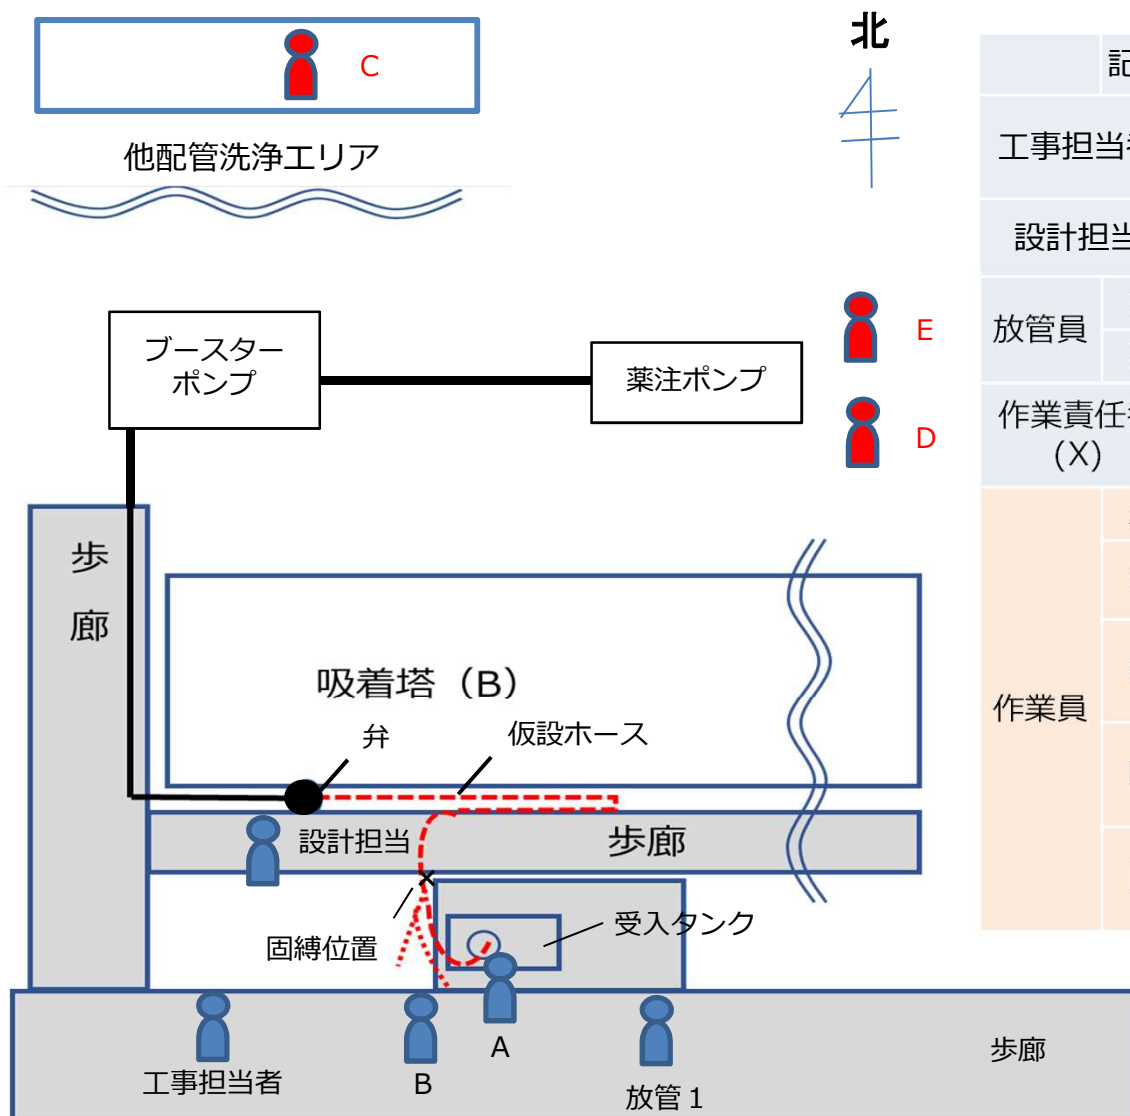 C
他配管洗浄エリア
北
E
D
ブースター
ポンプ
薬注ポンプ
歩
廊
吸着塔（B）
弁
仮設ホース
設計担当
歩廊
受入タンク
固縛位置
A
B
工事担当者
放管１
歩廊
工事担当
設計担
放管員
作業責任
(X)
作業員